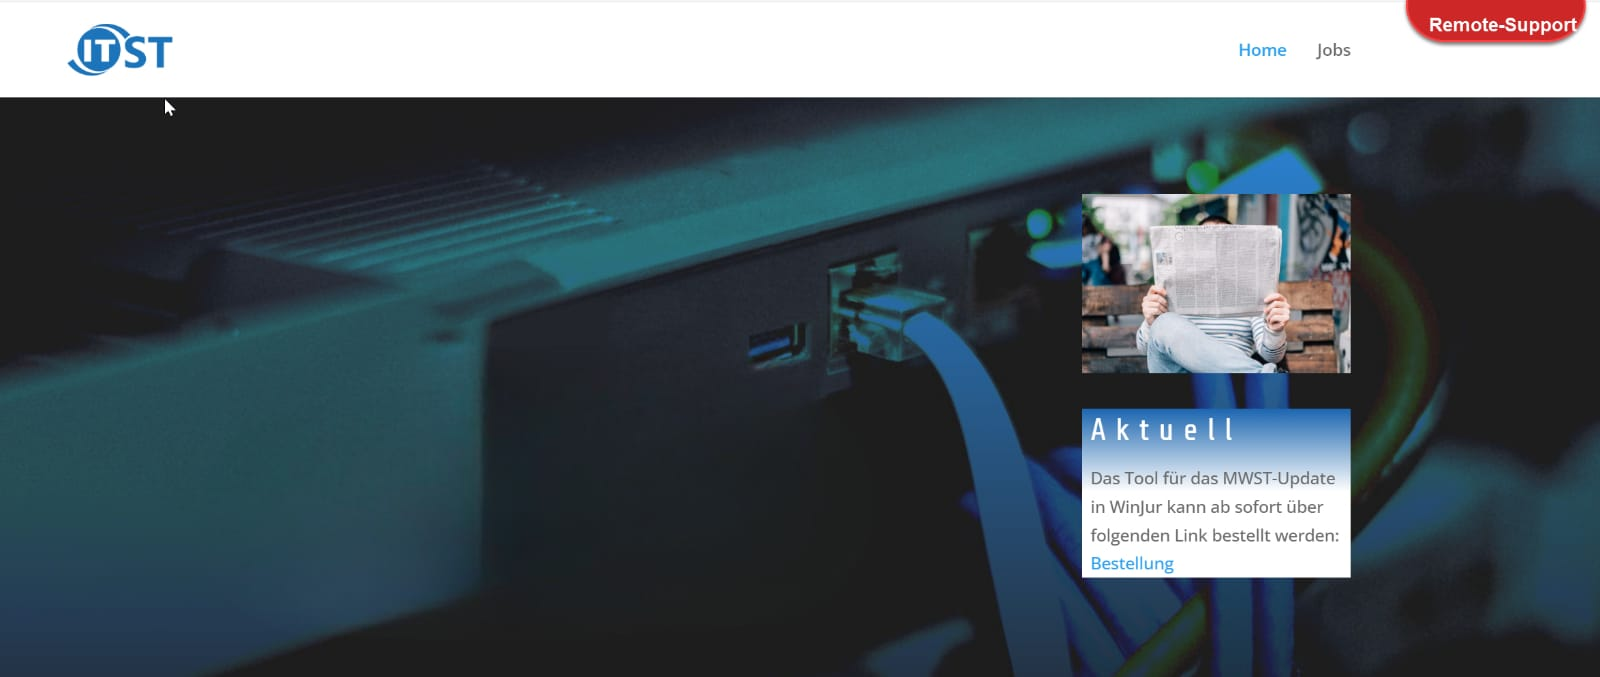 ITST
Home
Jobs
Remote-Support
Aktuell
Das Tool für das MWST-Update
in WinJur kann ab sofort über
folgenden Link bestellt werden:
Bestellung